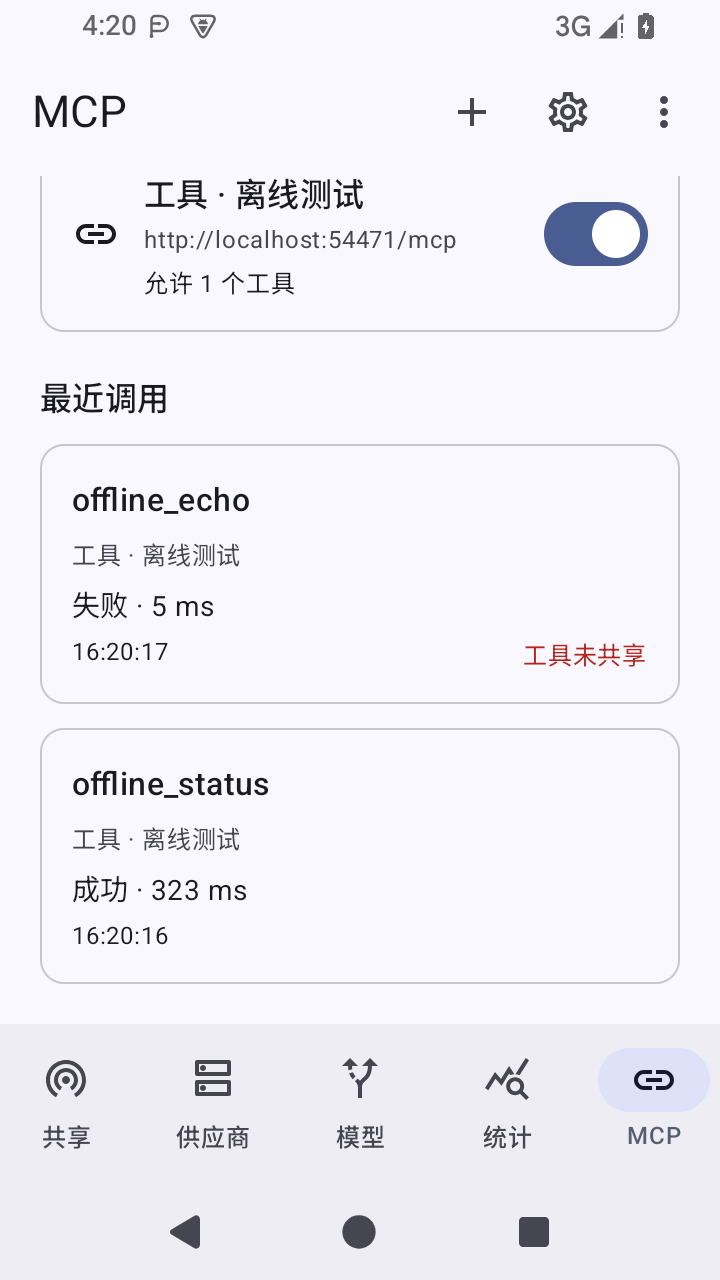 4:20
3G
MCP
工具 · 离线测试
http://localhost:54471/mcp
允许 1 个工具
最近调用
offline_echo
工具 · 离线测试
失败 · 5 ms
16:20:17
工具未共享
offline_status
工具 · 离线测试
成功 · 323 ms
16:20:16
共享
供应商
模型
统计
MCP